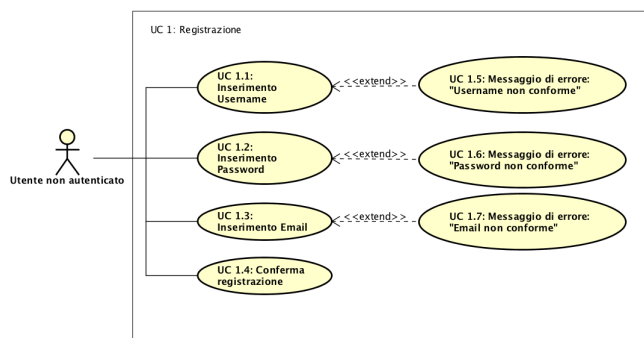 UC 1: Registrazione
UC 1.1:
Inserimento
Username
<<extend>>
UC 1.5: Messaggio di errore:
"Username non conforme"
UC 1.2:
Inserimento
Password
<<extend>>
UC 1.6: Messaggio di errore:
"Password non conforme"
Utente non autenticato
UC 1.3:
Inserimento Email
<<extend>>
UC 1.7: Messaggio di errore:
"Email non conforme"
UC 1.4: Conferma
registrazione